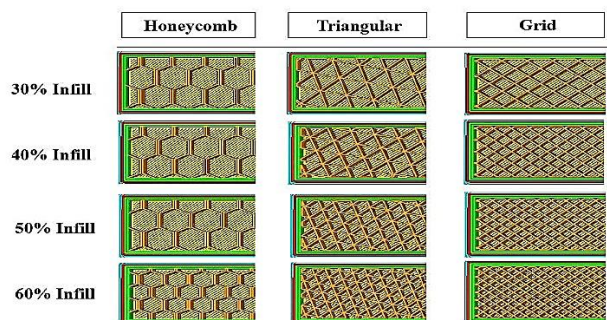 Honeycomb Triangular Grid
30% Infill
40% Infill
50% Infill
60% Infill